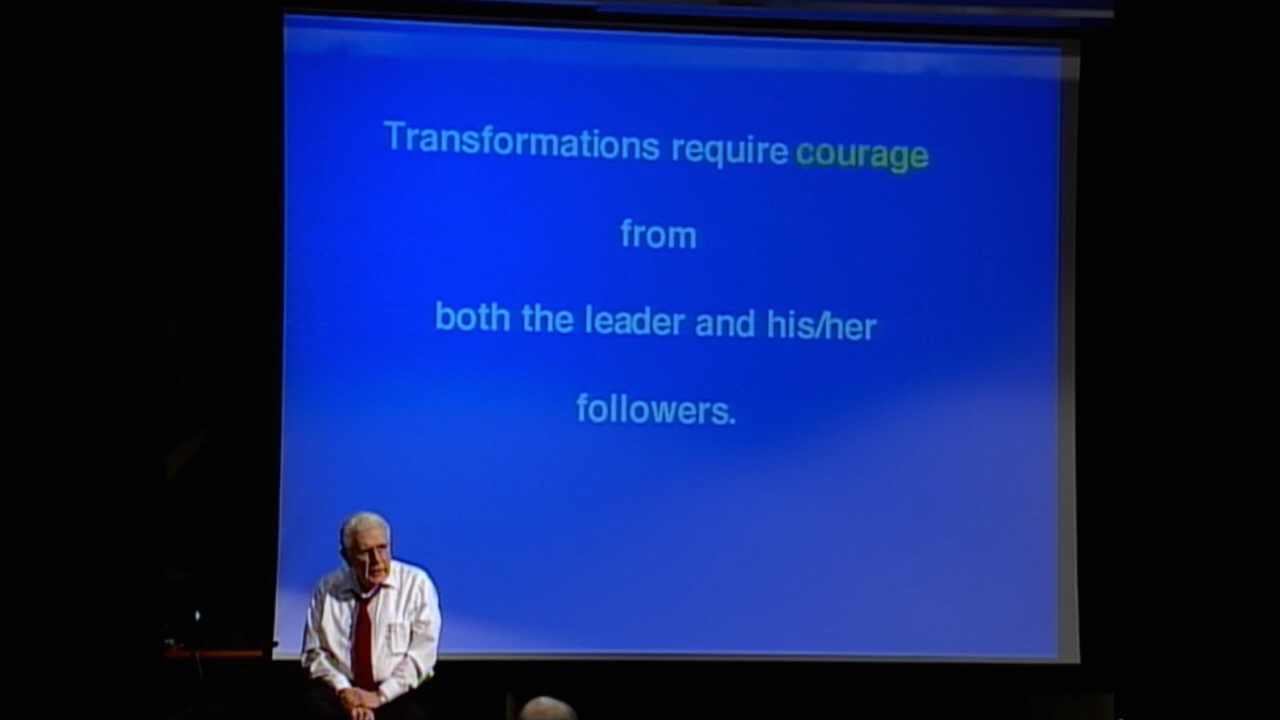 Transformations require courage
from
both the leader and his/her
followers.